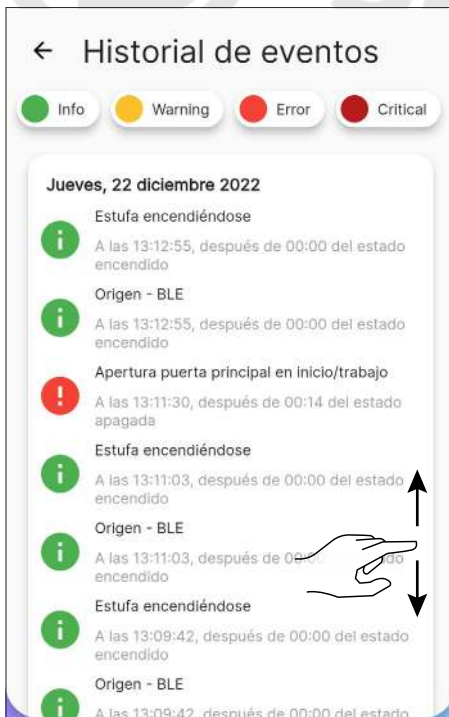 Historial de eventos
Info Warning Error Critical
Jueves, 22 diciembre 2022
Estufa encendiéndose
A las 13:12:55, después de 00:00 del estado
encendido
Origen - BLE
A las 13:12:55, después de 00:00 del estado
encendido
Apertura puerta principal en inicio/trabajo
A las 13:11:30, después de 00:14 del estado
apagada
Estufa encendiéndose
A las 13:11:03, después de 00:00 del estado
encendido
Origen - BLE
A las 13:11:03, después de
encendido
Estufa encendiéndose
A las 13:09:42, después de 00:00 del estado
encendido
Origen - BLE
A las 13:09:42, después de 00:00 del estado